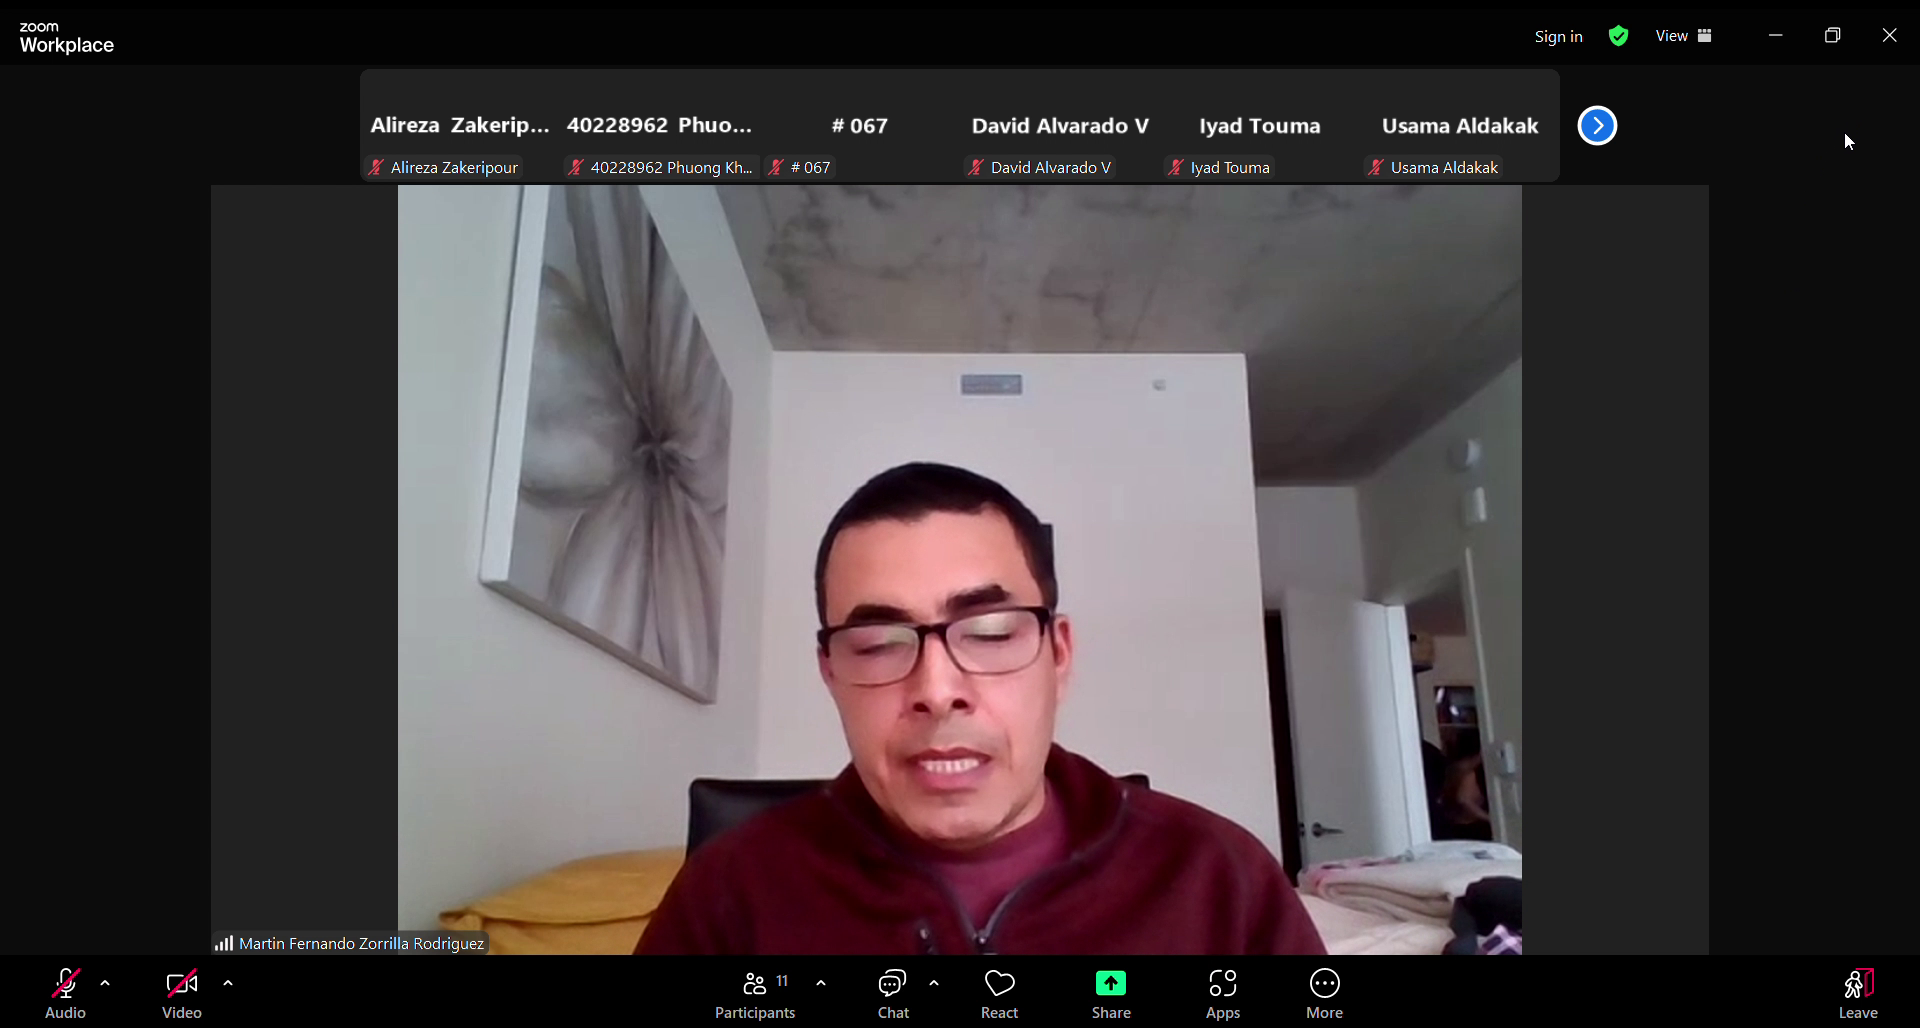 zoom
Workplace
Sign in
View
Alireza Zakerip...
40228962 Phuo...
# 067
David Alvarado V
Iyad Touma
Usama Aldakak
Alireza Zakeripour
40228962 Phuong Kh...
# 067
David Alvarado V
Iyad Touma
Usama Aldakak
Martin Fernando Zorrilla Rodriguez
Audio
Video
11
Participants
Chat
React
Share
Apps
More
Leave